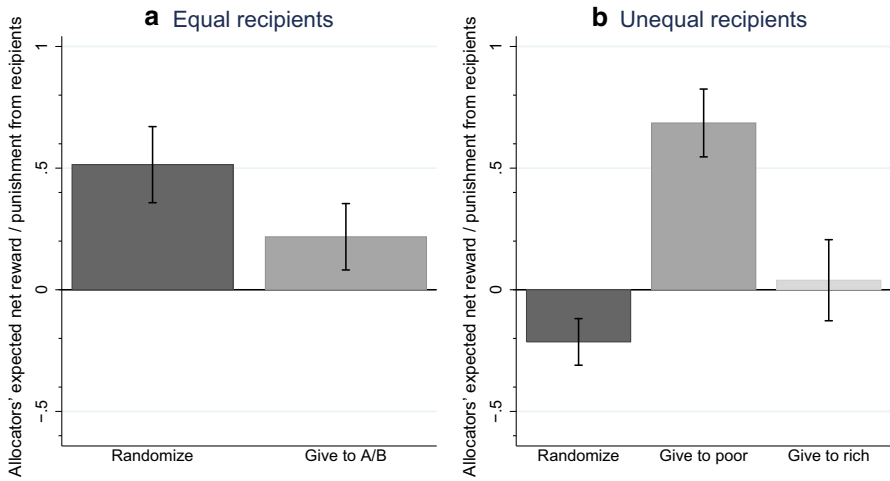 a Equal recipients
Allocators' expected net reward / punishment from recipients
1
.5
0
-.5
Randomize Give to A/B
b Unequal recipients
Allocators' expected net reward / punishment from recipients
1
.5
0
-.5
Randomize Give to poor Give to rich